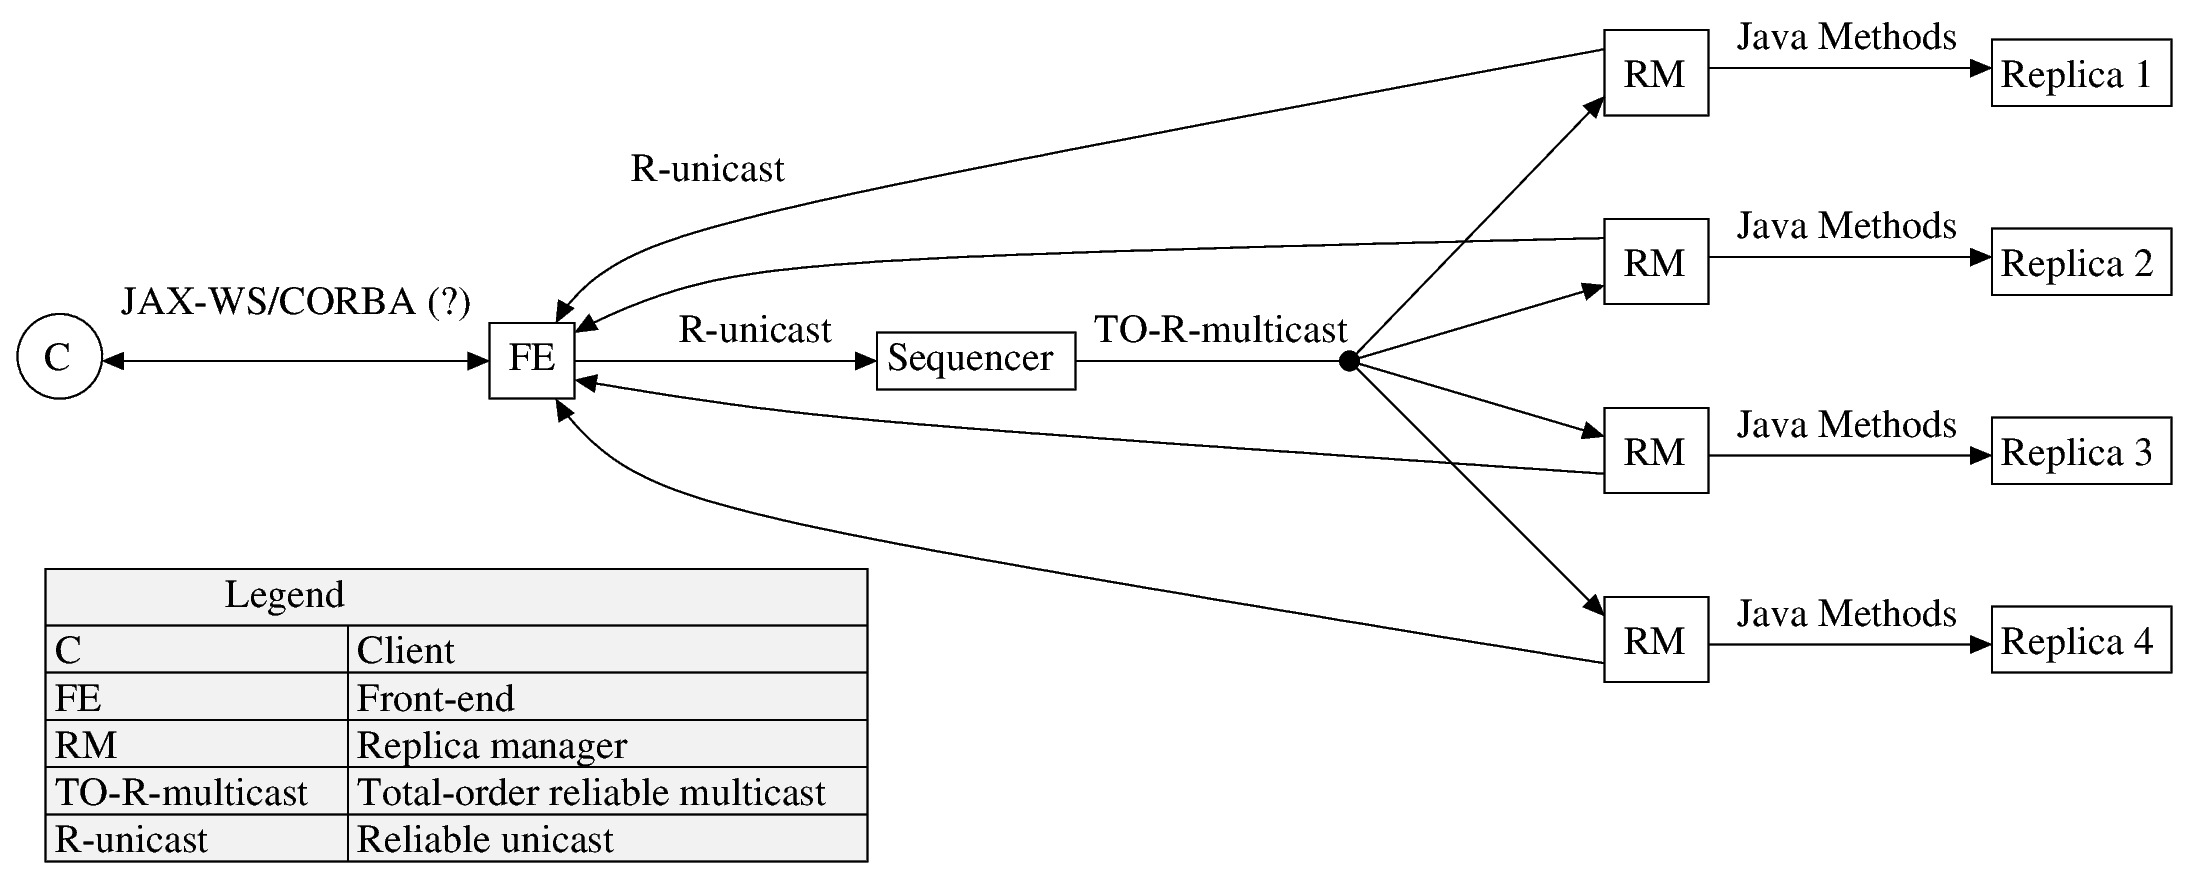 Java Methods
RM
Replica 1
R-unicast
Java Methods
RM
Replica 2
JAX-WS/CORBA (?)
R-unicast
TO-R-multicast
C
FE
Sequencer
Java Methods
RM
Replica 3
Java Methods
RM
Replica 4
Legend
C Client
FE Front-end
RM Replica manager
TO-R-multicast Total-order reliable multicast
R-unicast Reliable unicast